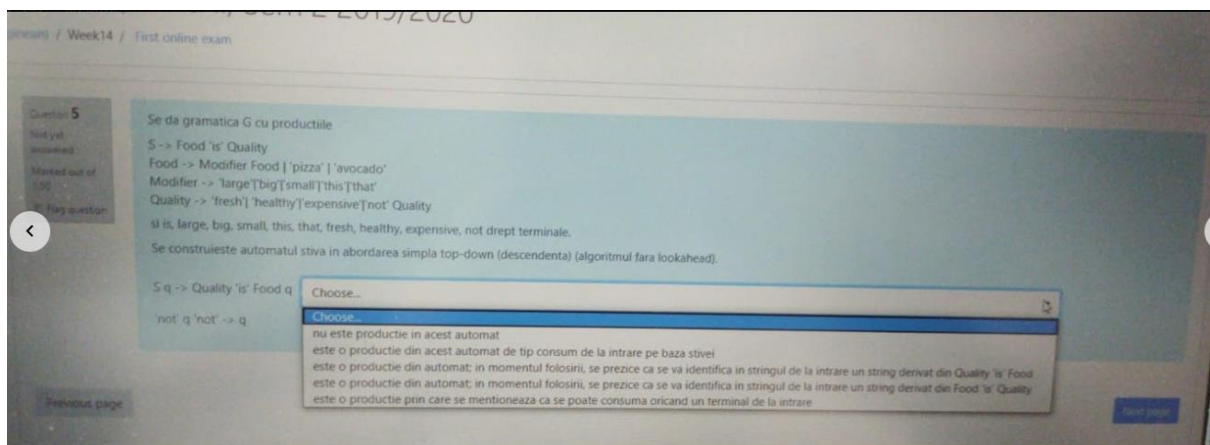 2019/2020
/ Week14 / First online exam
Question 5
Not yet
answered
Marked out of
1.00
Flag question
Se da gramatica G cu productiile
S -> Food 'is' Quality
Food -> Modifier Food | 'pizza' | 'avocado'
Modifier -> 'large'|'big'|'small'|'this'|'that'
Quality -> 'fresh'| 'healthy'|'expensive'|'not' Quality
si is, large, big, small, this, that, fresh, healthy, expensive, not drept terminale.
Se construieste automatul stiva in abordarea simpla top-down (descendenta) (algoritmul fara lookahead).
S q -> Quality 'is' Food q
Choose...
'not' q 'not' -> q
Choose...
nu este productie in acest automat
este o productie din acest automat de tip consum de la intrare pe baza stivei
este o productie din automat; in momentul folosirii, se prezice ca se va identifica in stringul de la intrare un string derivat din Quality 'is' Food
este o productie din automat; in momentul folosirii, se prezice ca se va identifica in stringul de la intrare un string derivat din Food 'is' Quality
este o productie prin care se mentioneaza ca se poate consuma oricand un terminal de la intrare
Previous page
Next page